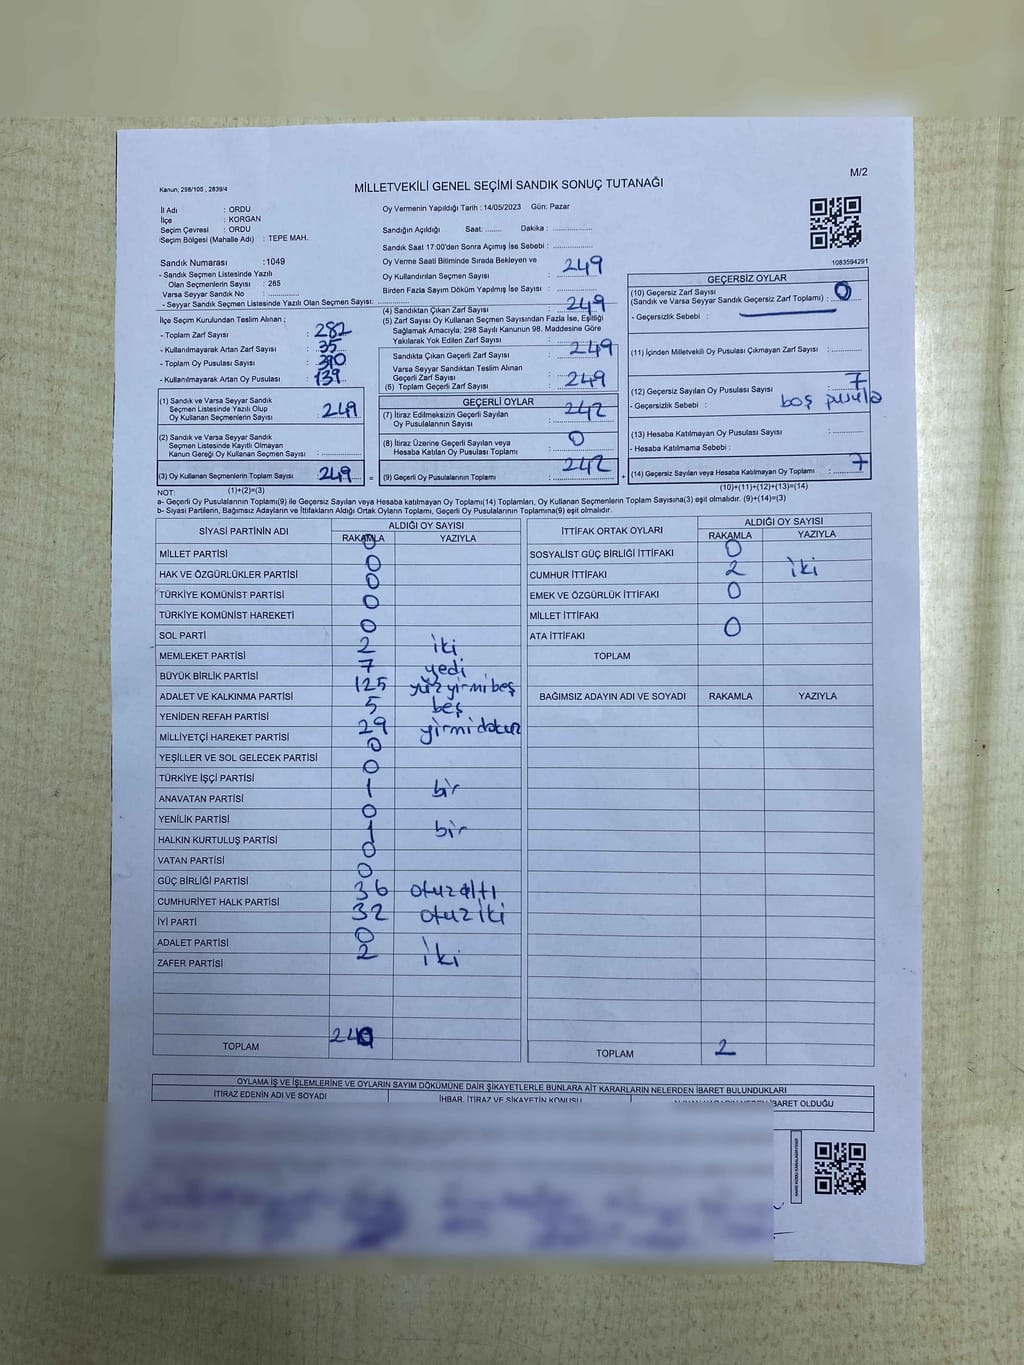 M/2
Kanun; 298/105 , 2839/4
MİLLETVEKİLİ GENEL SEÇİMİ SANDIK SONUÇ TUTANAĞI
İl Adı : ORDU
İlçe : KORGAN
Seçim Çevresi : ORDU
Seçim Bölgesi (Mahalle Adı) : TEPE MAH.
Sandık Numarası : 1049
- Sandık Seçmen Listesinde Yazılı
Olan Seçmenlerin Sayısı : 285
Varsa Seyyar Sandık No : ..............
- Seyyar Sandık Seçmen Listesinde Yazılı Olan Seçmen Sayısı: ..............
İlçe Seçim Kurulundan Teslim Alınan ;
- Toplam Zarf Sayısı : 282
- Kullanılmayarak Artan Zarf Sayısı : 35
- Toplam Oy Pusulası Sayısı : 390
- Kullanılmayarak Artan Oy Pusulası : 139
(1) Sandık ve Varsa Seyyar Sandık
Seçmen Listesinde Yazılı Olup
Oy Kullanan Seçmenlerin Sayısı : 249
(2) Sandık ve Varsa Seyyar Sandık
Seçmen Listesinde Kayıtlı Olmayan
Kanun Gereği Oy Kullanan Seçmen Sayısı : ..............
(3) Oy Kullanan Seçmenlerin Toplam Sayısı : 249 =
(1)+(2)=(3)
Oy Vermenin Yapıldığı Tarih : 14/05/2023 Gün: Pazar
Sandığın Açıldığı Saat: ....... Dakika : ..............
Sandık Saat 17:00'den Sonra Açımış İse Sebebi : ..............
Oy Verme Saati Bitiminde Sırada Bekleyen ve
Oy Kullandırılan Seçmen Sayısı : 249
Birden Fazla Sayım Döküm Yapılmış İse Sayısı : ..............
(4) Sandıktan Çıkan Zarf Sayısı : 249
(5) Zarf Sayısı Oy Kullanan Seçmen Sayısından Fazla İse, Eşitliği
Sağlamak Amacıyla; 298 Sayılı Kanunun 98. Maddesine Göre
Yakılarak Yok Edilen Zarf Sayısı : ..............
Sandıkta Çıkan Geçerli Zarf Sayısı : 249
Varsa Seyyar Sandıktan Teslim Alınan
Geçerli Zarf Sayısı : ..............
(6) Toplam Geçerli Zarf Sayısı : 249
GEÇERLİ OYLAR
(7) İtiraz Edilmeksizin Geçerli Sayılan
Oy Pusulalarının Sayısı : 242
(8) İtiraz Üzerine Geçerli Sayılan veya
Hesaba Katılan Oy Pusulası Toplamı : 0
(9) Geçerli Oy Pusulalarının Toplamı : 242 +
1083594291
GEÇERSİZ OYLAR
(10) Geçersiz Zarf Sayısı
(Sandık ve Varsa Seyyar Sandık Geçersiz Zarf Toplamı) : 0
- Geçersizlik Sebebi :
(11) İçinden Milletvekili Oy Pusulası Çıkmayan Zarf Sayısı : ..............
(12) Geçersiz Sayılan Oy Pusulası Sayısı : 7
- Geçersizlik Sebebi : boş pusula
(13) Hesaba Katılmayan Oy Pusulası Sayısı : ..............
- Hesaba Katılmama Sebebi :
(14) Geçersiz Sayılan veya Hesaba Katılmayan Oy Toplamı : 7
(10)+(11)+(12)+(13)=(14)
NOT:
a- Geçerli Oy Pusulalarının Toplamı(9) ile Geçersiz Sayılan veya Hesaba Katılmayan Oy Toplamı(14) Toplamları, Oy Kullanan Seçmenlerin Toplam Sayısına(3) eşit olmalıdır. (9)+(14)=(3)
b- Siyasi Partilerin, Bağımsız Adayların ve İttifakların Aldığı Ortak Oyların Toplamı, Geçerli Oy Pusulalarının Toplamına(9) eşit olmalıdır.
SİYASİ PARTİNİN ADI ALDIĞI OY SAYISI
RAKAMLA YAZIYLA
MİLLET PARTİSİ 0
HAK VE ÖZGÜRLÜKLER PARTİSİ 0
TÜRKİYE KOMÜNİST PARTİSİ 0
TÜRKİYE KOMÜNİST HAREKETİ 0
SOL PARTİ 0
MEMLEKET PARTİSİ 2 iki
BÜYÜK BİRLİK PARTİSİ 7 yedi
ADALET VE KALKINMA PARTİSİ 125 yüzyirmibeş
YENİDEN REFAH PARTİSİ 5 beş
MİLLİYETÇİ HAREKET PARTİSİ 29 yirmidokuz
YEŞİLLER VE SOL GELECEK PARTİSİ 0
TÜRKİYE İŞÇİ PARTİSİ 0
ANAVATAN PARTİSİ 1 bir
YENİLİK PARTİSİ 0
HALKIN KURTULUŞ PARTİSİ 1 bir
VATAN PARTİSİ 0
GÜÇ BİRLİĞİ PARTİSİ 0
CUMHURİYET HALK PARTİSİ 36 otuzaltı
İYİ PARTİ 32 otuziki
ADALET PARTİSİ 0
ZAFER PARTİSİ 2 iki
TOPLAM 240
İTTİFAK ORTAK OYLARI ALDIĞI OY SAYISI
RAKAMLA YAZIYLA
SOSYALİST GÜÇ BİRLİĞİ İTTİFAKI 0
CUMHUR İTTİFAKI 2 iki
EMEK VE ÖZGÜRLÜK İTTİFAKI 0
MİLLET İTTİFAKI
ATA İTTİFAKI 0
TOPLAM
BAĞIMSIZ ADAYIN ADI VE SOYADI RAKAMLA YAZIYLA
TOPLAM 2
OYLAMA İŞ VE İŞLEMLERİNE VE OYLARIN SAYIM DÖKÜMÜNE DAİR ŞİKAYETLERLE BUNLARA AİT KARARLARIN NELERDEN İBARET BULUNDUKLARI
İTİRAZ EDENİN ADI VE SOYADI İHBAR, İTİRAZ VE ŞİKAYETİN KONUSU İBARET OLDUĞU